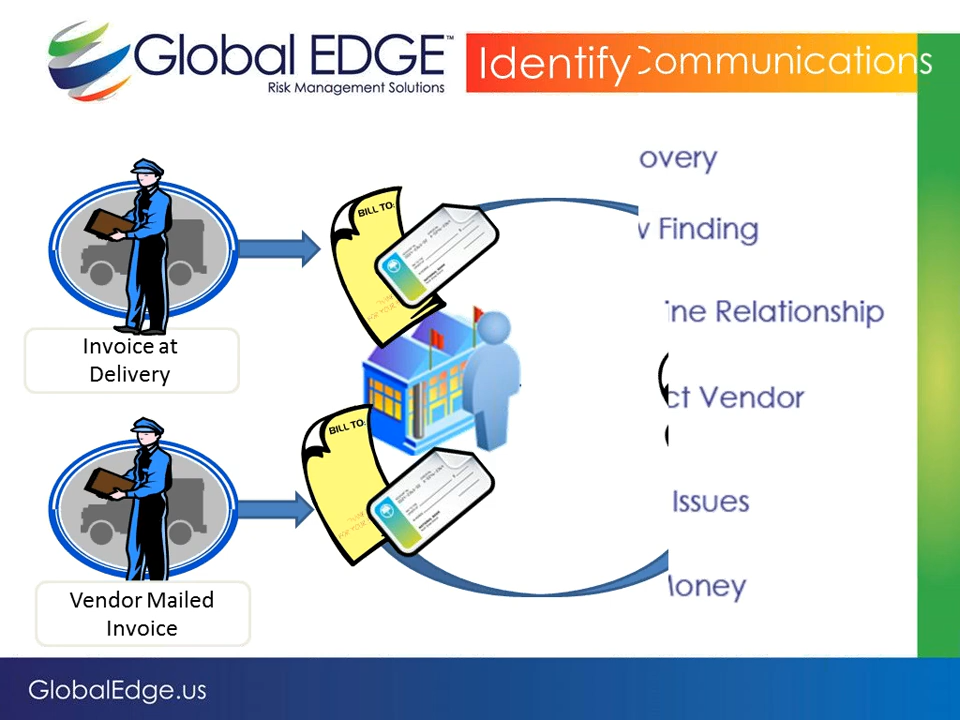 Global EDGE™
Risk Management Solutions
Identify Communications
overy
Finding
BILL TO:
ine Relationship
Invoice at
Delivery
ct Vendor
BILL TO:
Issues
Money
Vendor Mailed
Invoice
GlobalEdge.us